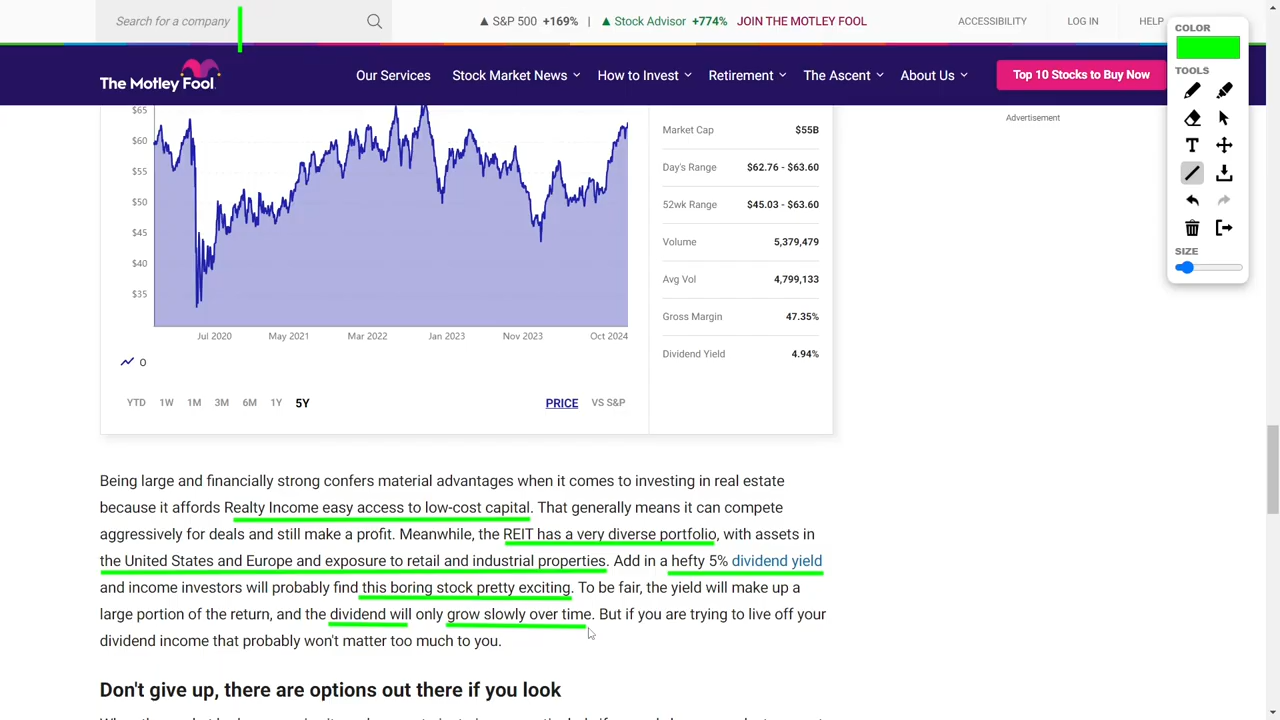 Search for a company
▲ S&P 500 +169% | ▲ Stock Advisor +774% JOIN THE MOTLEY FOOL
ACCESSIBILITY LOG IN HELP
The Motley Fool.
Our Services Stock Market News How to Invest Retirement The Ascent About Us Top 10 Stocks to Buy Now
COLOR
TOOLS
T
SIZE
Advertisement
$65
$60
$55
$50
$45
$40
$35
Jul 2020 May 2021 Mar 2022 Jan 2023 Nov 2023 Oct 2024
O
YTD 1W 1M 3M 6M 1Y 5Y PRICE VS S&P
Market Cap $55B
Day's Range $62.76 - $63.60
52wk Range $45.03 - $63.60
Volume 5,379,479
Avg Vol 4,799,133
Gross Margin 47.35%
Dividend Yield 4.94%
Being large and financially strong confers material advantages when it comes to investing in real estate
because it affords Realty Income easy access to low-cost capital. That generally means it can compete
aggressively for deals and still make a profit. Meanwhile, the REIT has a very diverse portfolio, with assets in
the United States and Europe and exposure to retail and industrial properties. Add in a hefty 5% dividend yield
and income investors will probably find this boring stock pretty exciting. To be fair, the yield will make up a
large portion of the return, and the dividend will only grow slowly over time. But if you are trying to live off your
dividend income that probably won't matter too much to you.
Don't give up, there are options out there if you look